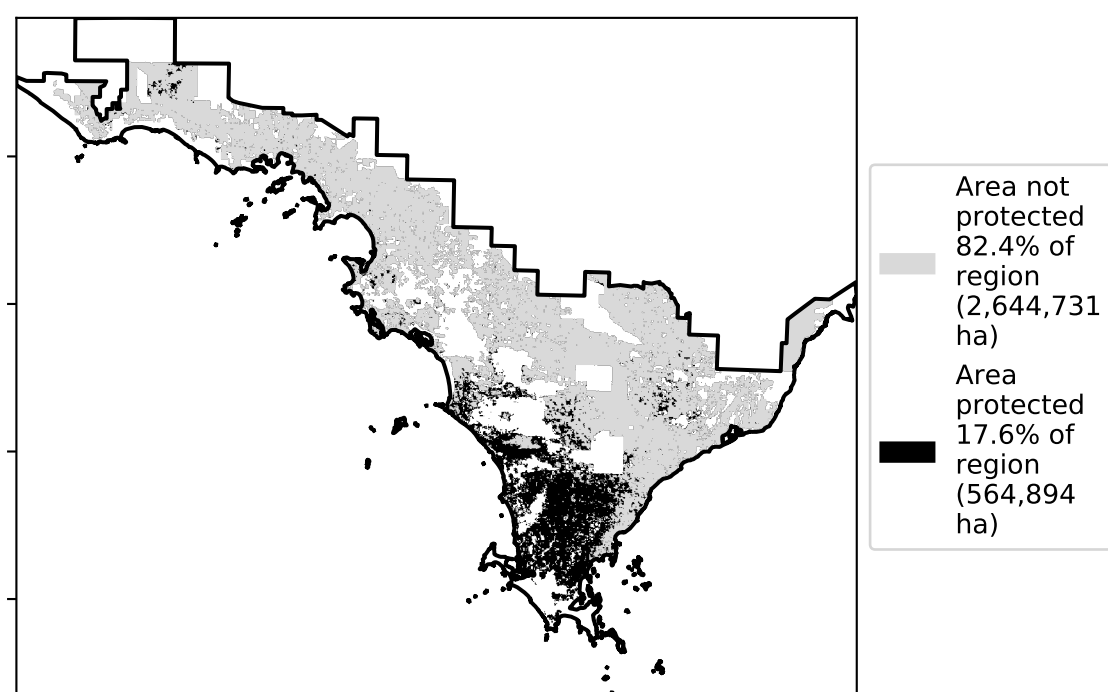 Area not
protected
82.4% of
region
(2,644,731
ha)
Area
protected
17.6% of
region
(564,894
ha)